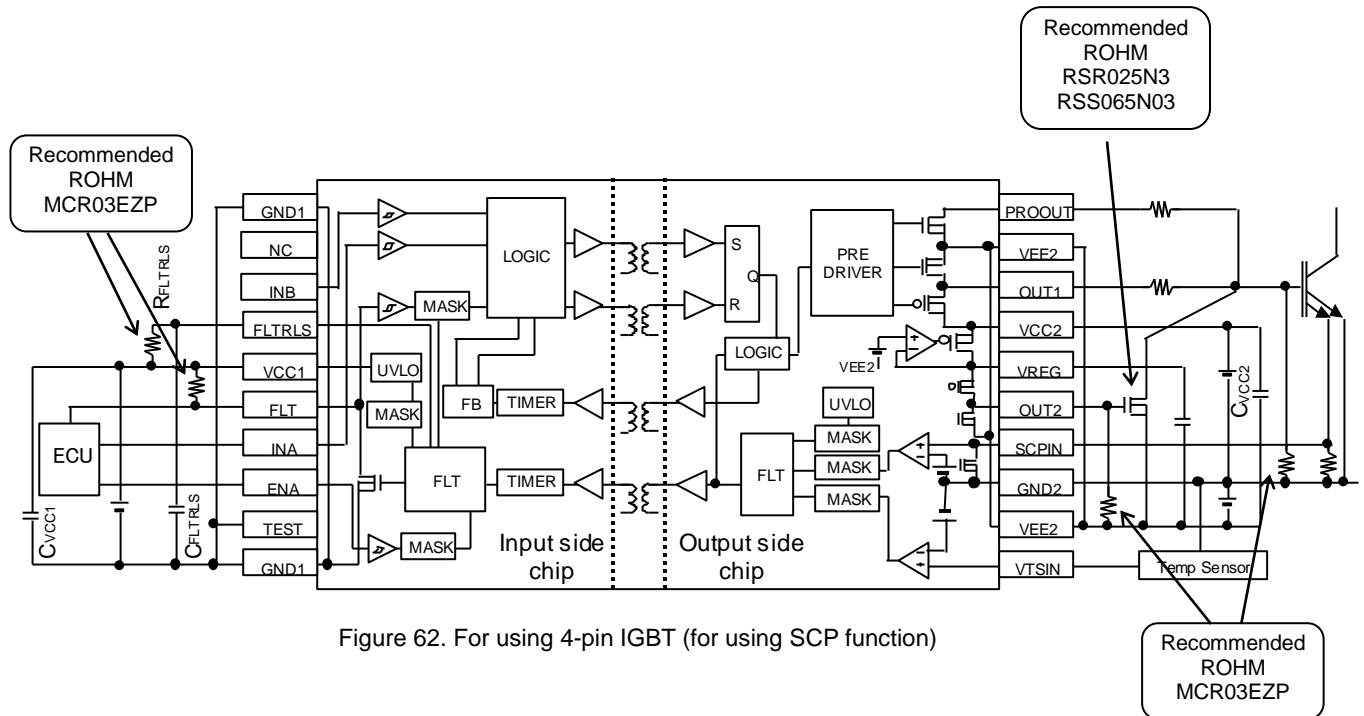 Recommended
ROHM
RSR025N3
RSS065N03
Recommended
ROHM
MCR03EZP
RFLTRLS
CVCC1
CFLTRLS
ECU
GND1
NC
INB
FLTRLS
VCC1
FLT
INA
ENA
TEST
GND1
LOGIC
MASK
UVLO
MASK
FB
TIMER
FLT
TIMER
MASK
Input side
chip
Output side
chip
S
R
Q
LOGIC
PRE
DRIVER
VEE2
UVLO
MASK
MASK
MASK
FLT
+
−
+
−
+
−
PROOUT
VEE2
OUT1
VCC2
VREG
OUT2
SCPIN
GND2
VEE2
VTSIN
CVCC2
Temp Sensor
Recommended
ROHM
MCR03EZP
Figure 62. For using 4-pin IGBT (for using SCP function)